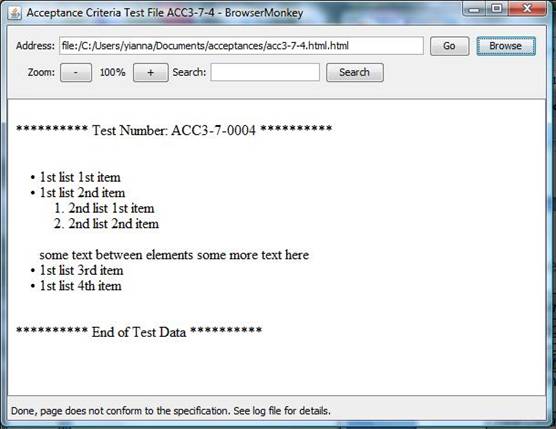 Acceptance Criteria Test File ACC3-7-4 - BrowserMonkey
Address: file:/C:/Users/yianna/Documents/acceptances/acc3-7-4.html.html Go Browse
Zoom: - 100% + Search: Search
********** Test Number: ACC3-7-0004 **********
• 1st list 1st item
• 1st list 2nd item
1. 2nd list 1st item
2. 2nd list 2nd item
some text between elements some more text here
• 1st list 3rd item
• 1st list 4th item
********** End of Test Data **********
Done, page does not conform to the specification. See log file for details.